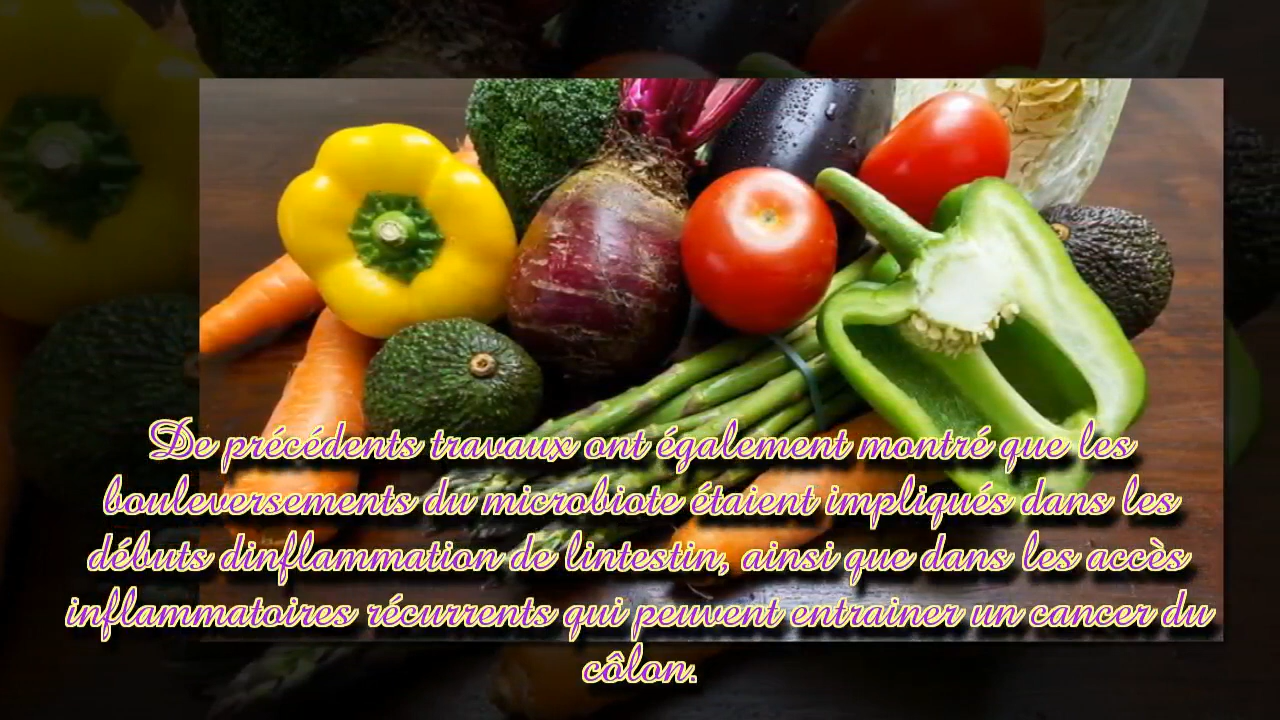 De précédents travaux ont également montré que les
bouleversements du microbiote étaient impliqués dans les
débuts dinflammation de lintestin, ainsi que dans les accès
inflammatoires récurrents qui peuvent entrainer un cancer du
côlon.